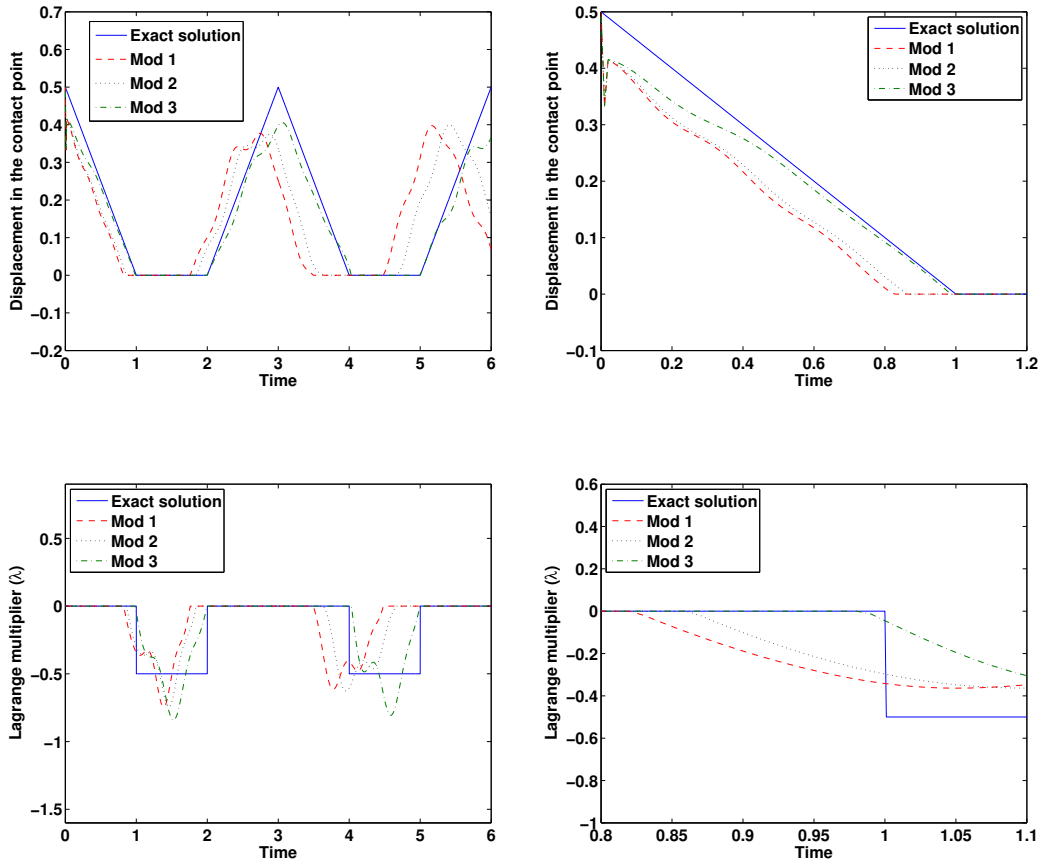 0.7
0.6
0.5
0.4
0.3
0.2
0.1
0
−0.1
−0.2
0 1 2 3 4 5 6
Time
Displacement in the contact point
Exact solution
Mod 1
Mod 2
Mod 3
0.5
0.4
0.3
0.2
0.1
0
−0.1
0 0.2 0.4 0.6 0.8 1 1.2
Time
Displacement in the contact point
Exact solution
Mod 1
Mod 2
Mod 3
0.5
0
−0.5
−1
−1.5
0 1 2 3 4 5 6
Time
Lagrange multiplier (λ)
Exact solution
Mod 1
Mod 2
Mod 3
0.6
0.4
0.2
0
−0.2
−0.4
−0.6
−0.8
−1
0.8 0.85 0.9 0.95 1 1.05 1.1
Time
Lagrange multiplier (λ)
Exact solution
Mod 1
Mod 2
Mod 3